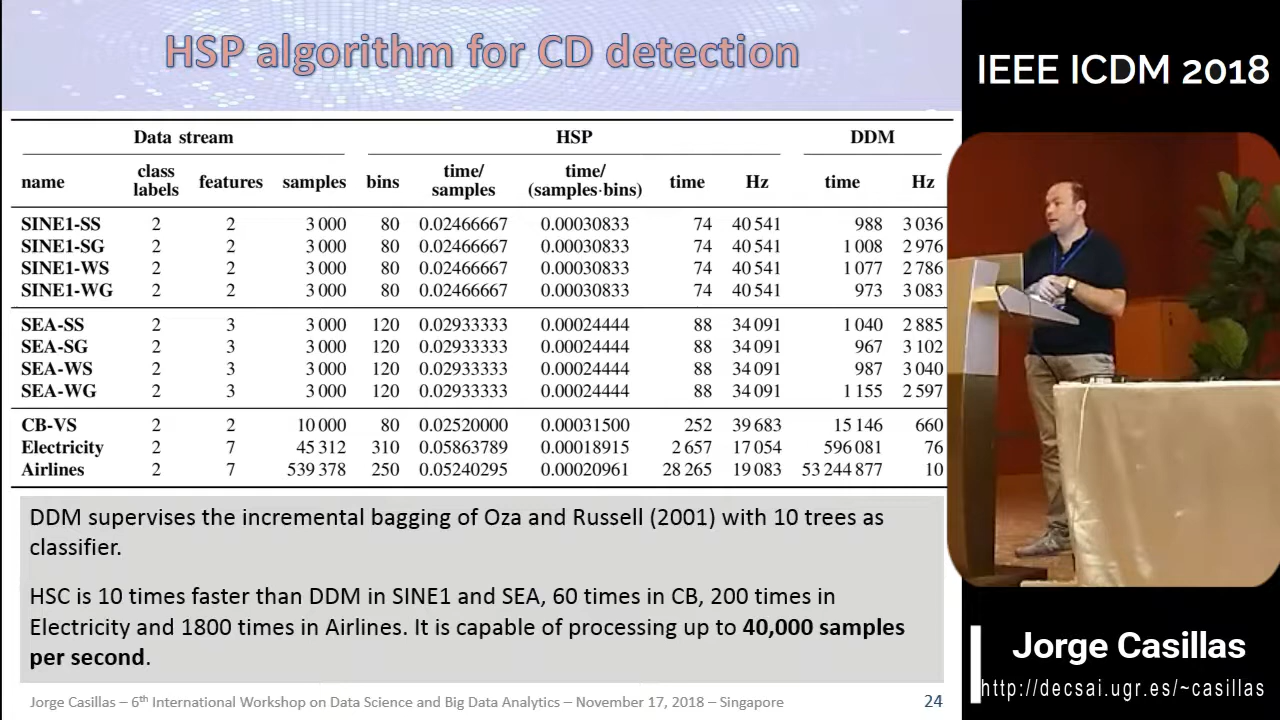 HSP algorithm for CD detection
IEEE ICDM 2018
Data stream HSP DDM
name class labels features samples bins time/ samples time/ (samples·bins) time Hz time Hz
SINE1-SS 2 2 3 000 80 0.02466667 0.00030833 74 40 541 988 3 036
SINE1-SG 2 2 3 000 80 0.02466667 0.00030833 74 40 541 1 008 2 976
SINE1-WS 2 2 3 000 80 0.02466667 0.00030833 74 40 541 1 077 2 786
SINE1-WG 2 2 3 000 80 0.02466667 0.00030833 74 40 541 973 3 083
SEA-SS 2 3 3 000 120 0.02933333 0.00024444 88 34 091 1 040 2 885
SEA-SG 2 3 3 000 120 0.02933333 0.00024444 88 34 091 967 3 102
SEA-WS 2 3 3 000 120 0.02933333 0.00024444 88 34 091 987 3 040
SEA-WG 2 3 3 000 120 0.02933333 0.00024444 88 34 091 1 155 2 597
CB-VS 2 2 10 000 80 0.02520000 0.00031500 252 39 683 15 146 660
Electricity 2 7 45 312 310 0.05863789 0.00018915 2 657 17 054 596 081 76
Airlines 2 7 539 378 250 0.05240295 0.00020961 28 265 19 083 53 244 877 10
DDM supervises the incremental bagging of Oza and Russell (2001) with 10 trees as
classifier.
HSC is 10 times faster than DDM in SINE1 and SEA, 60 times in CB, 200 times in
Electricity and 1800 times in Airlines. It is capable of processing up to 40,000 samples
per second.
Jorge Casillas – 6th International Workshop on Data Science and Big Data Analytics – November 17, 2018 – Singapore 24
Jorge Casillas
http://decsai.ugr.es/~casillas